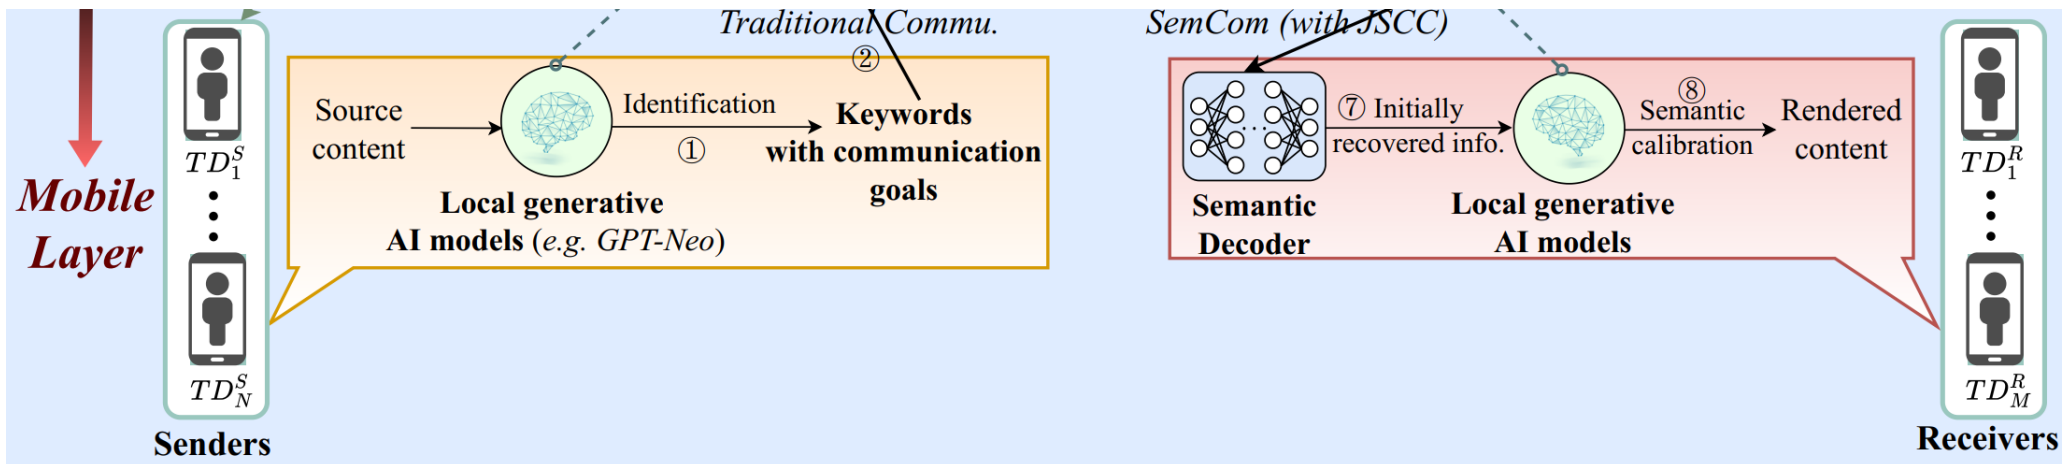 Traditional Commu.
SemCom (with JSCC)
②
Source
content
Identification
①
Keywords
with communication
goals
Local generative
AI models (e.g. GPT-Neo)
⑦ Initially
recovered info.
⑧
Semantic
calibration
Rendered
content
Semantic
Decoder
Local generative
AI models
Mobile
Layer
TD_1^S
TD_N^S
Senders
TD_1^R
TD_M^R
Receivers